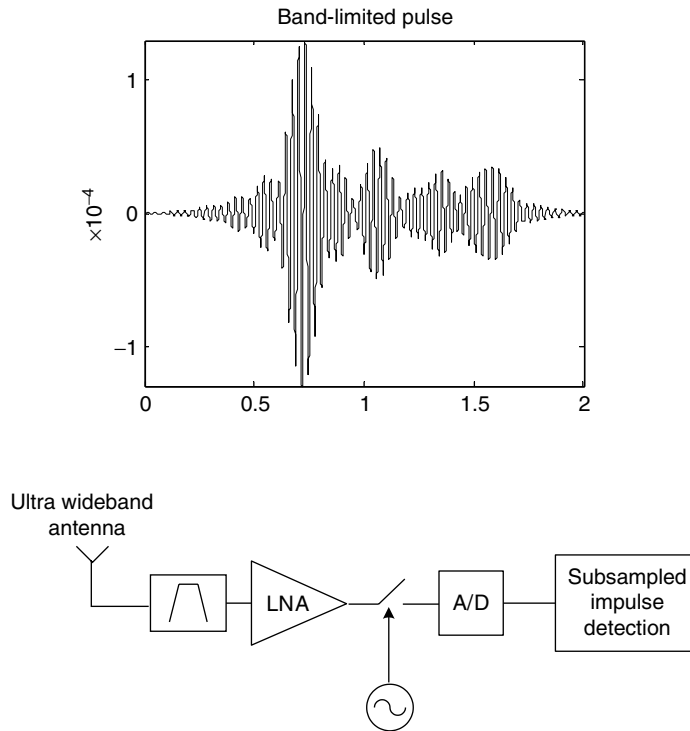 Band-limited pulse
1
0
−1
×10⁻⁴
0
0.5
1
1.5
2
Ultra wideband
antenna
LNA
A/D
Subsampled
impulse
detection